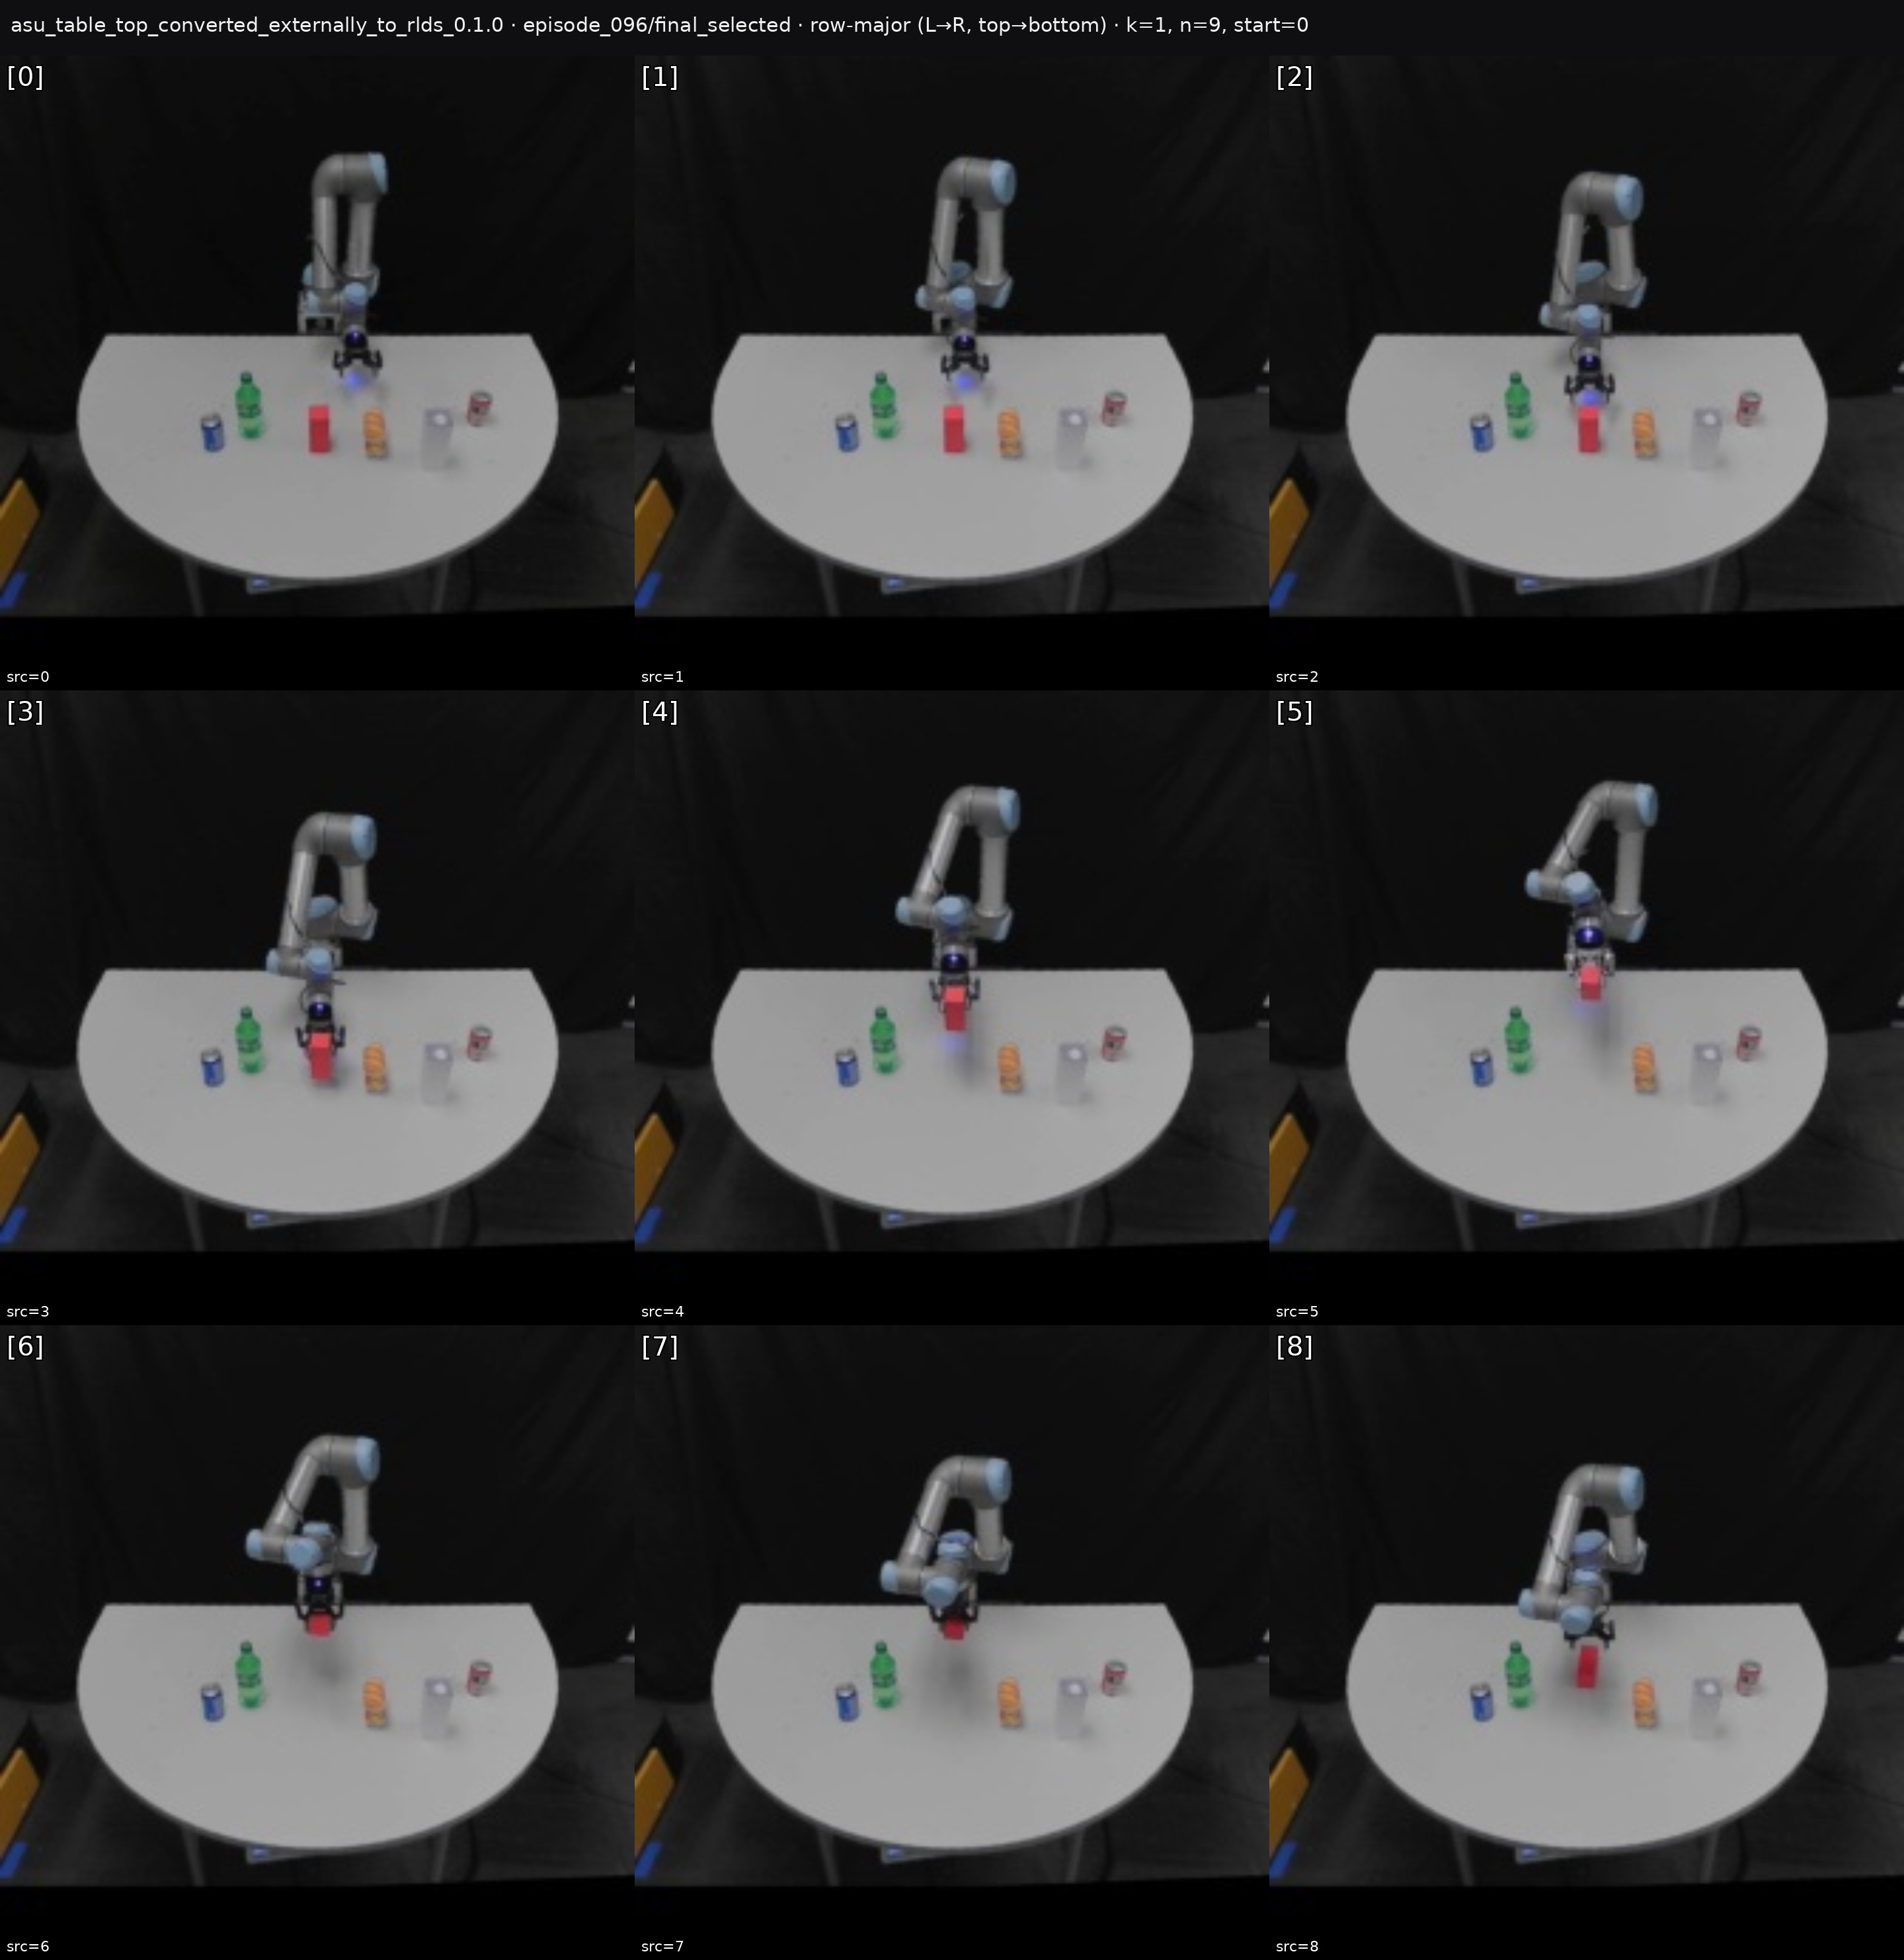 asu_table_top_converted_externally_to_rlds_0.1.0 · episode_096/final_selected · row-major (L→R, top→bottom) · k=1, n=9, start=0
[0]
[1]
[2]
src=0
src=1
src=2
[3]
[4]
[5]
src=3
src=4
src=5
[6]
[7]
[8]
src=6
src=7
src=8